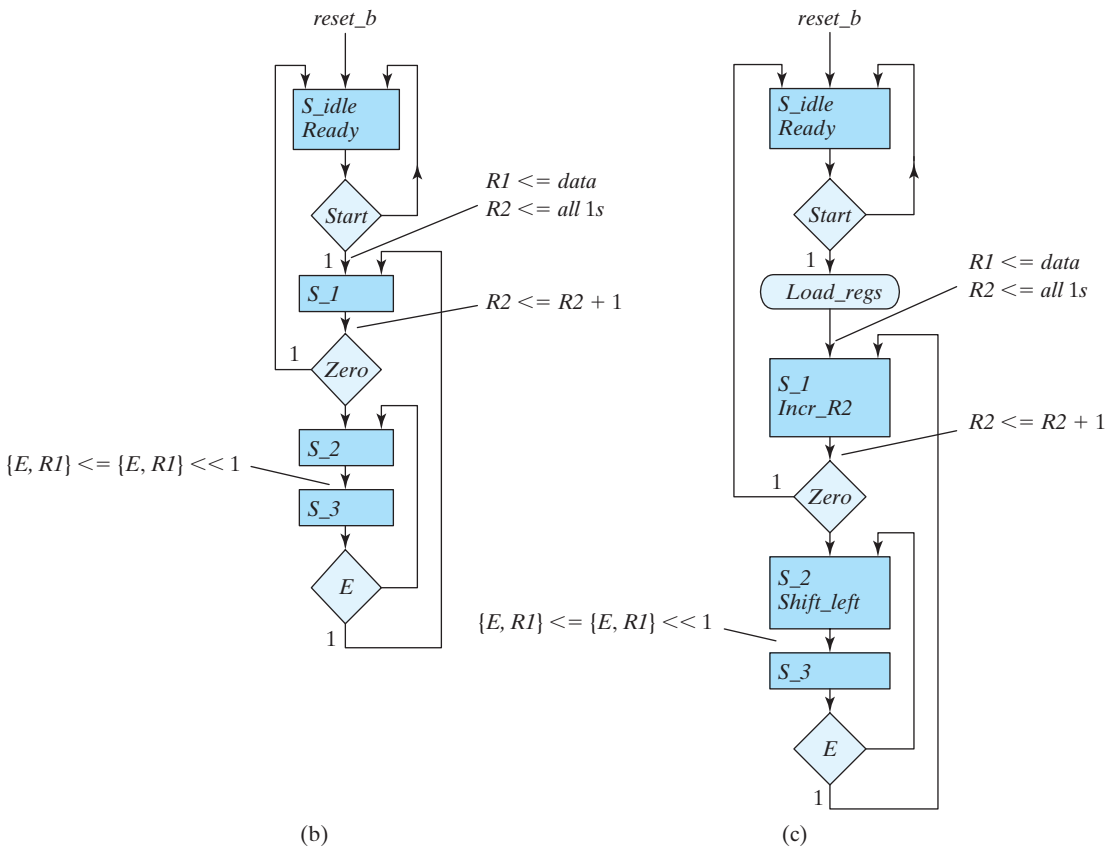 reset_b
S_idle
Ready
Start
R1 <= data
R2 <= all 1s
1
S_1
R2 <= R2 + 1
1
Zero
S_2
{E, R1} <= {E, R1} << 1
S_3
E
1
(b)
reset_b
S_idle
Ready
Start
1
Load_regs
R1 <= data
R2 <= all 1s
S_1
Incr_R2
R2 <= R2 + 1
1
Zero
S_2
Shift_left
{E, R1} <= {E, R1} << 1
S_3
E
1
(c)